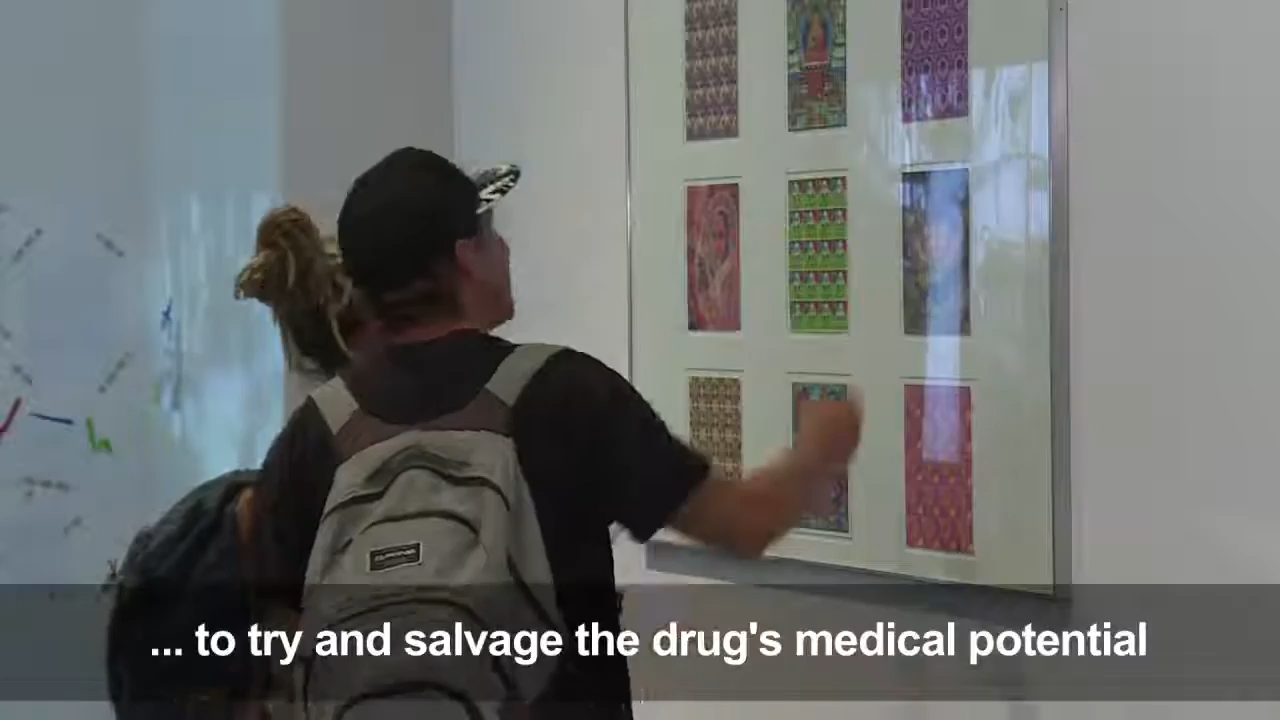 ... to try and salvage the drug's medical potential